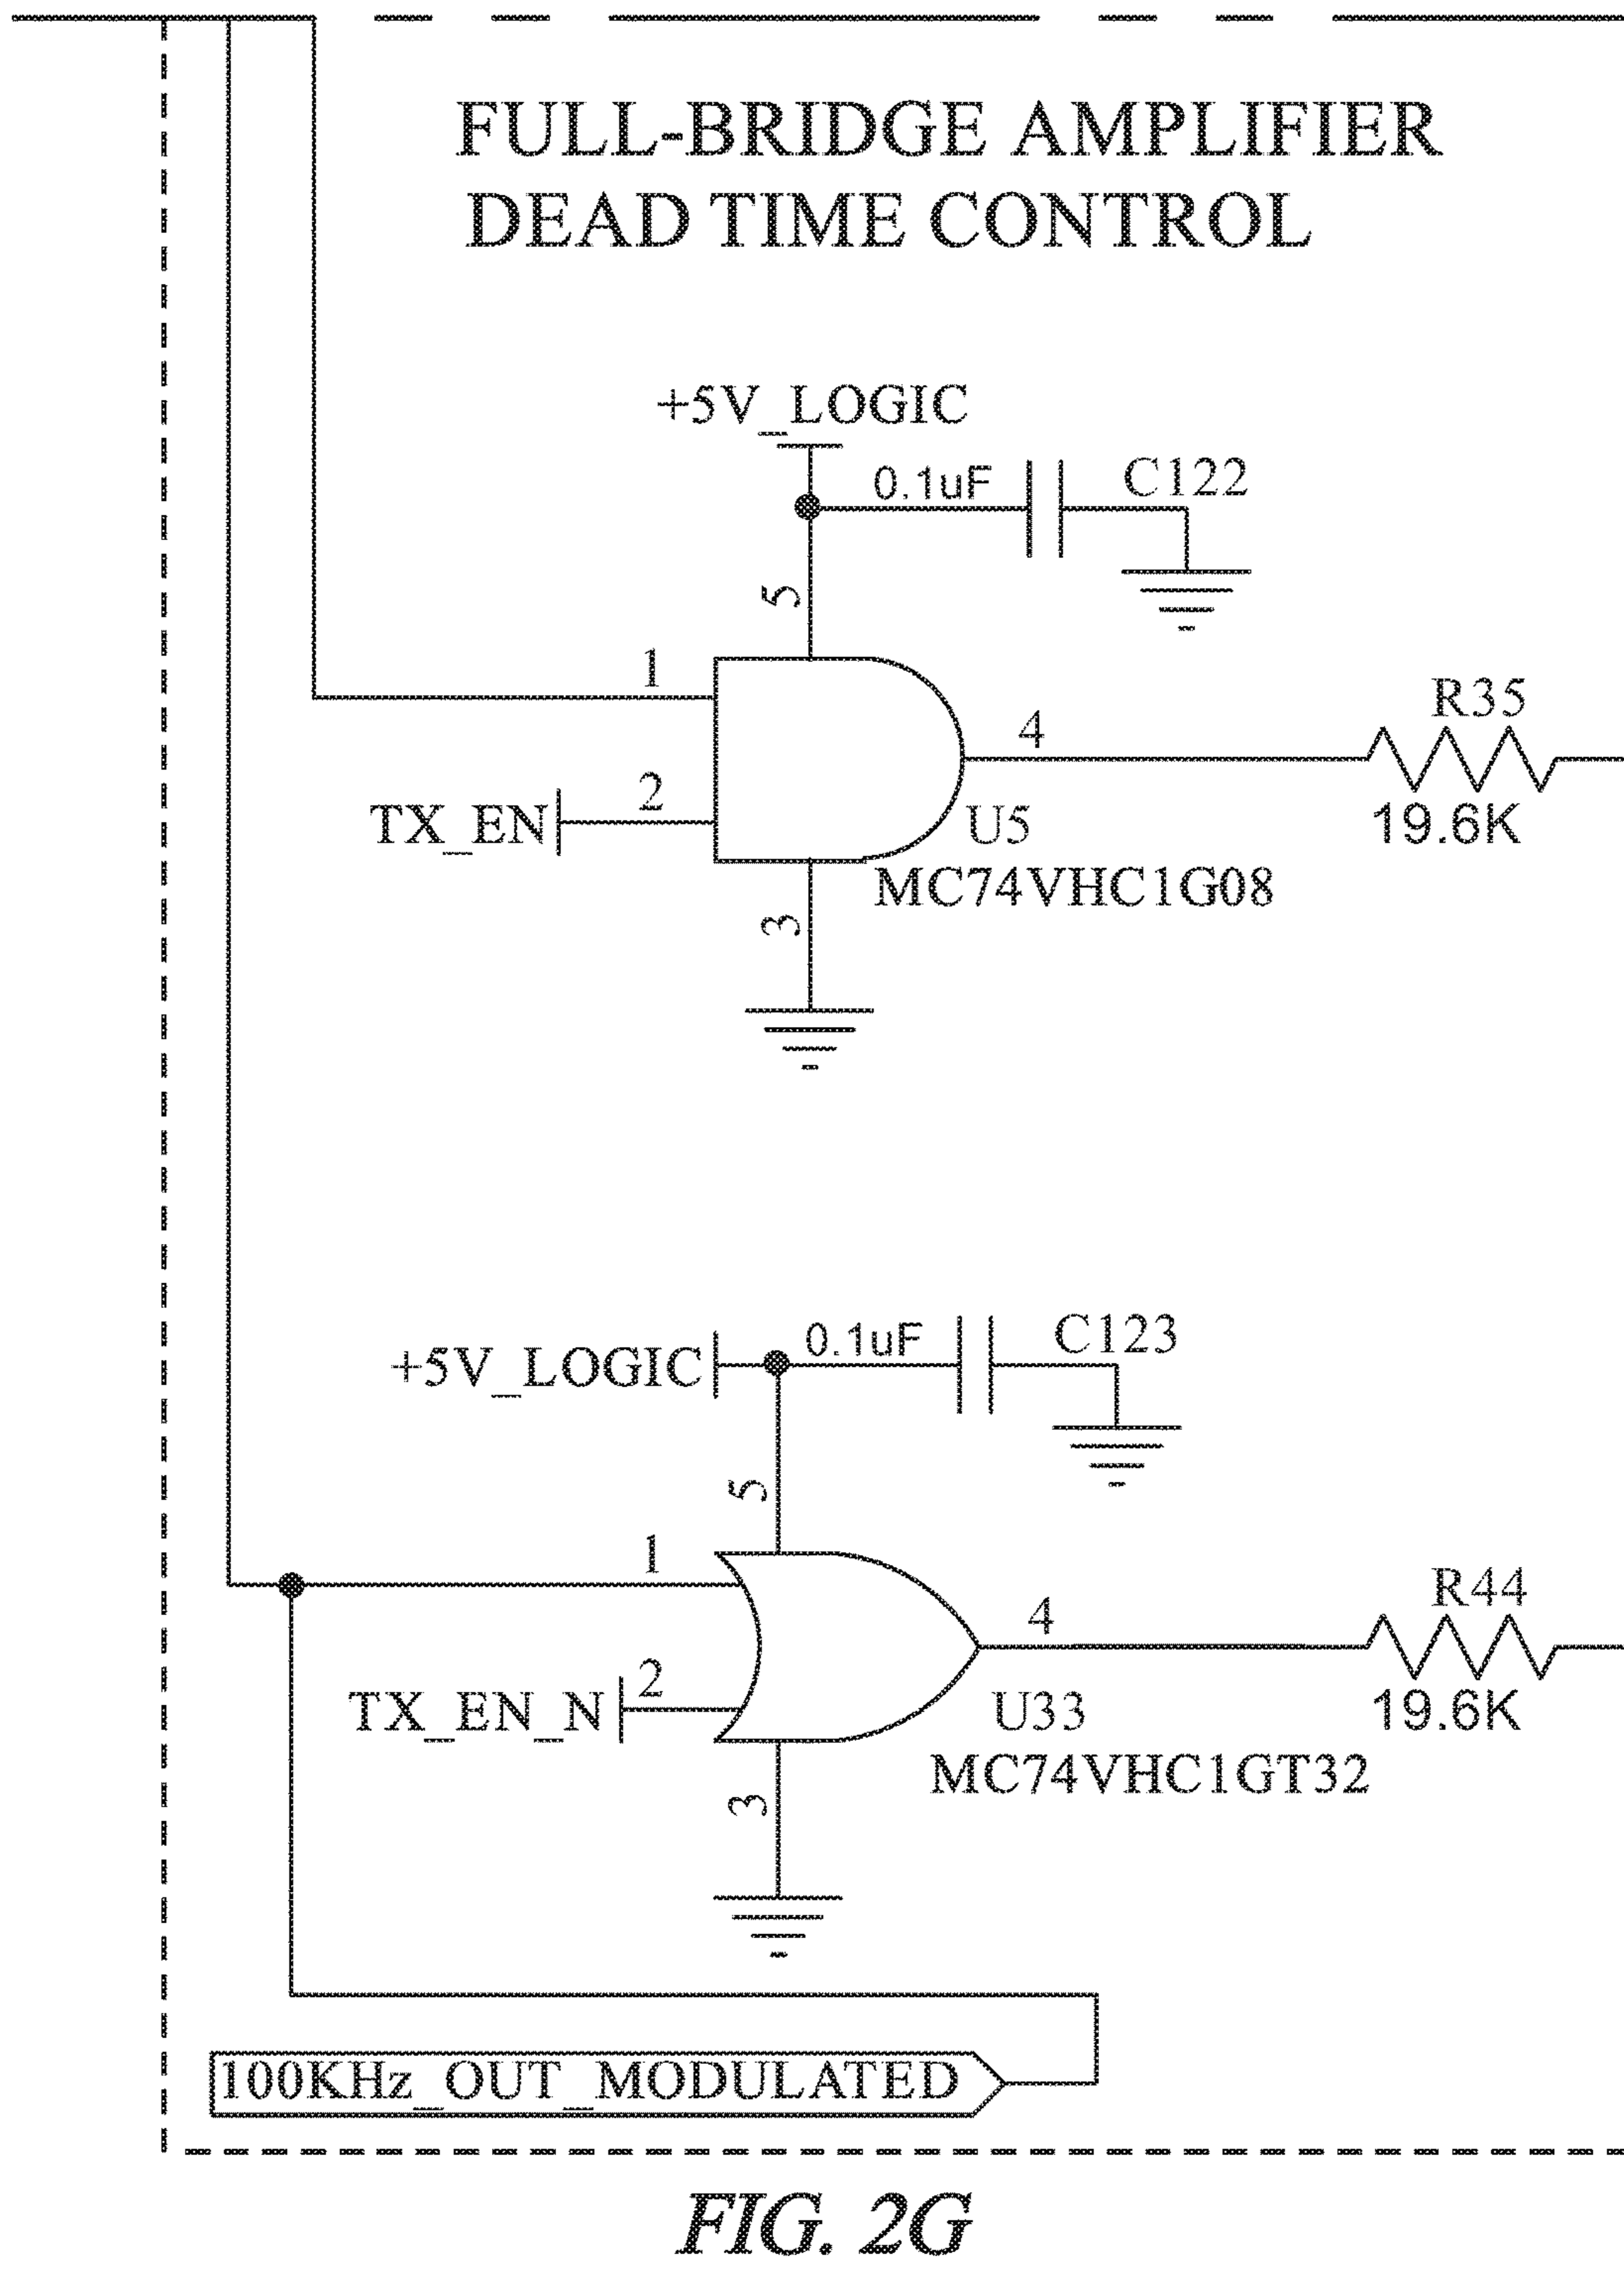 FULL-BRIDGE AMPLIFIER
DEAD TIME CONTROL
+5V_LOGIC
0.1uF
C122
5
1
R35
4
2
TX_EN
U5
19.6K
MC74VHC1G08
3
+5V_LOGIC
0.1uF
C123
5
1
R44
4
2
TX_EN_N
U33
19.6K
MC74VHC1GT32
3
100KHz_OUT_MODULATED
FIG. 2G